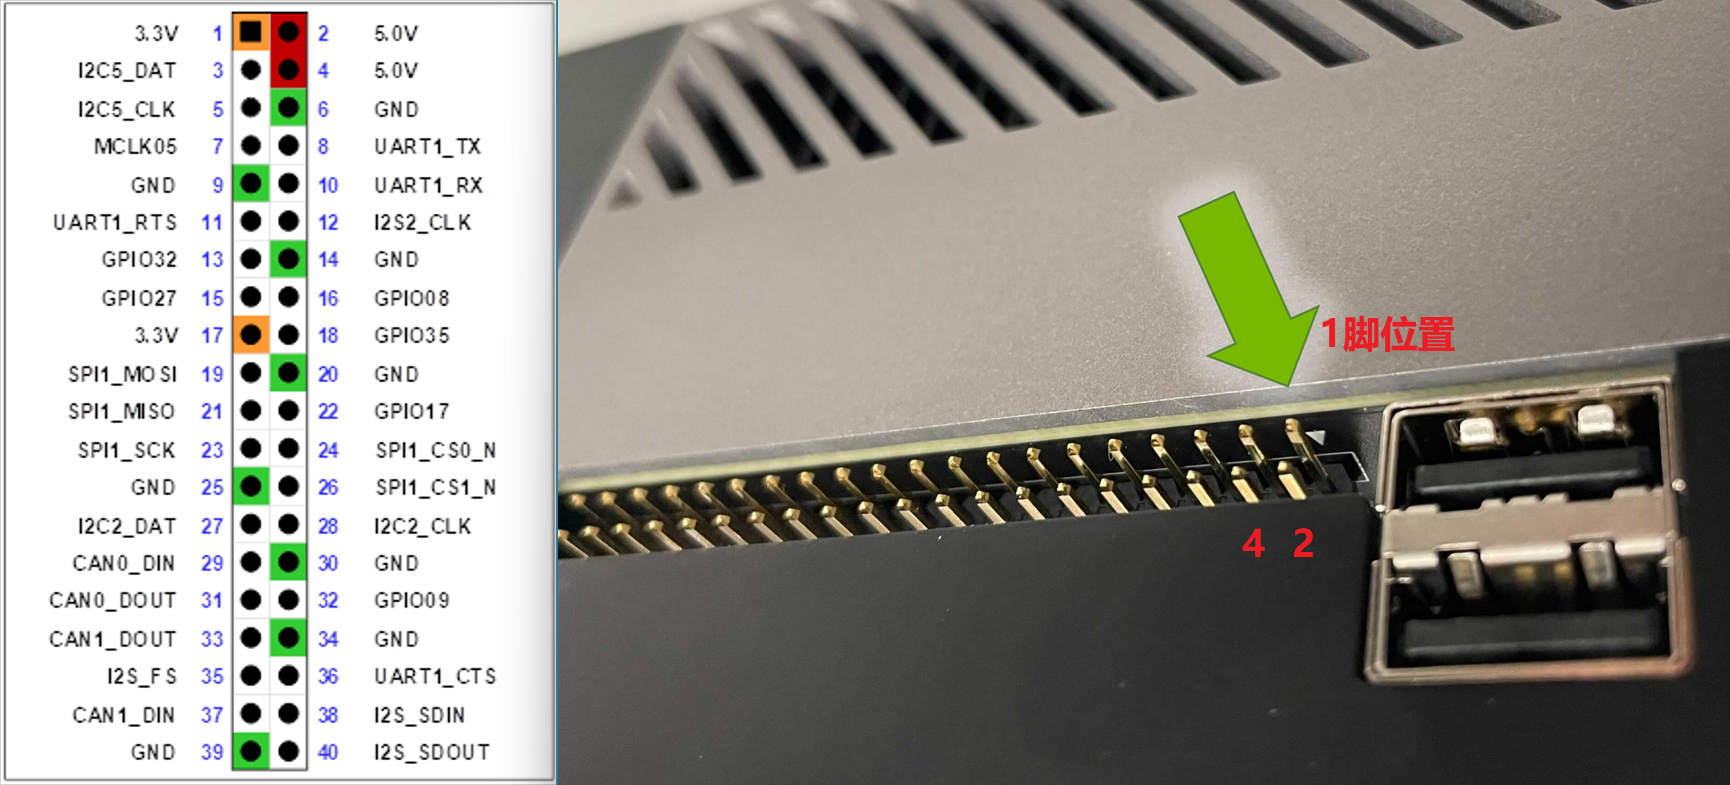 3.3V 1 2 5.0V
I2C5_DAT 3 4 5.0V
I2C5_CLK 5 6 GND
MCLK05 7 8 UART1_TX
GND 9 10 UART1_RX
UART1_RTS 11 12 I2S2_CLK
GPIO32 13 14 GND
GPIO27 15 16 GPIO08
3.3V 17 18 GPIO35
SPI1_MOSI 19 20 GND
SPI1_MISO 21 22 GPIO17
SPI1_SCK 23 24 SPI1_CS0_N
GND 25 26 SPI1_CS1_N
I2C2_DAT 27 28 I2C2_CLK
CAN0_DIN 29 30 GND
CAN0_DOUT 31 32 GPIO09
CAN1_DOUT 33 34 GND
I2S_FS 35 36 UART1_CTS
CAN1_DIN 37 38 I2S_SDIN
GND 39 40 I2S_SDOUT
1脚位置
4 2